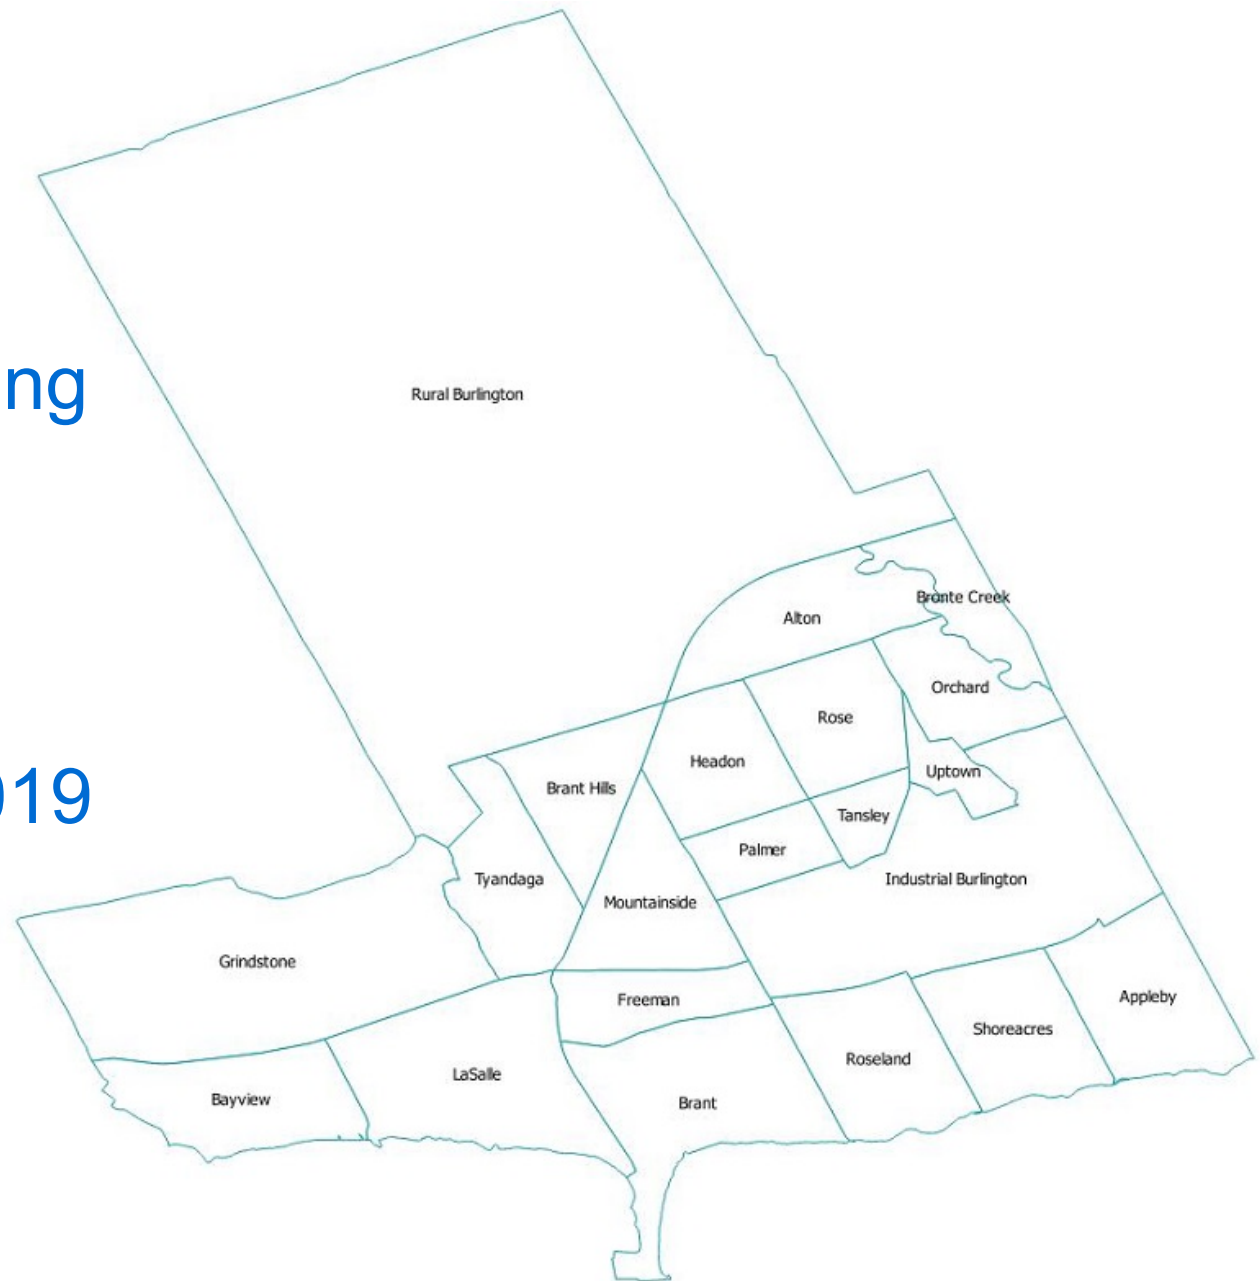 ng
Rural Burlington
Bronte Creek
Alton
Orchard
Rose
Headon
Uptown
Brant Hills
Tansley
Palmer
Tyandaga
Industrial Burlington
Mountainside
Grindstone
Appleby
Freeman
Shoreacres
Roseland
LaSalle
Bayview
Brant
019